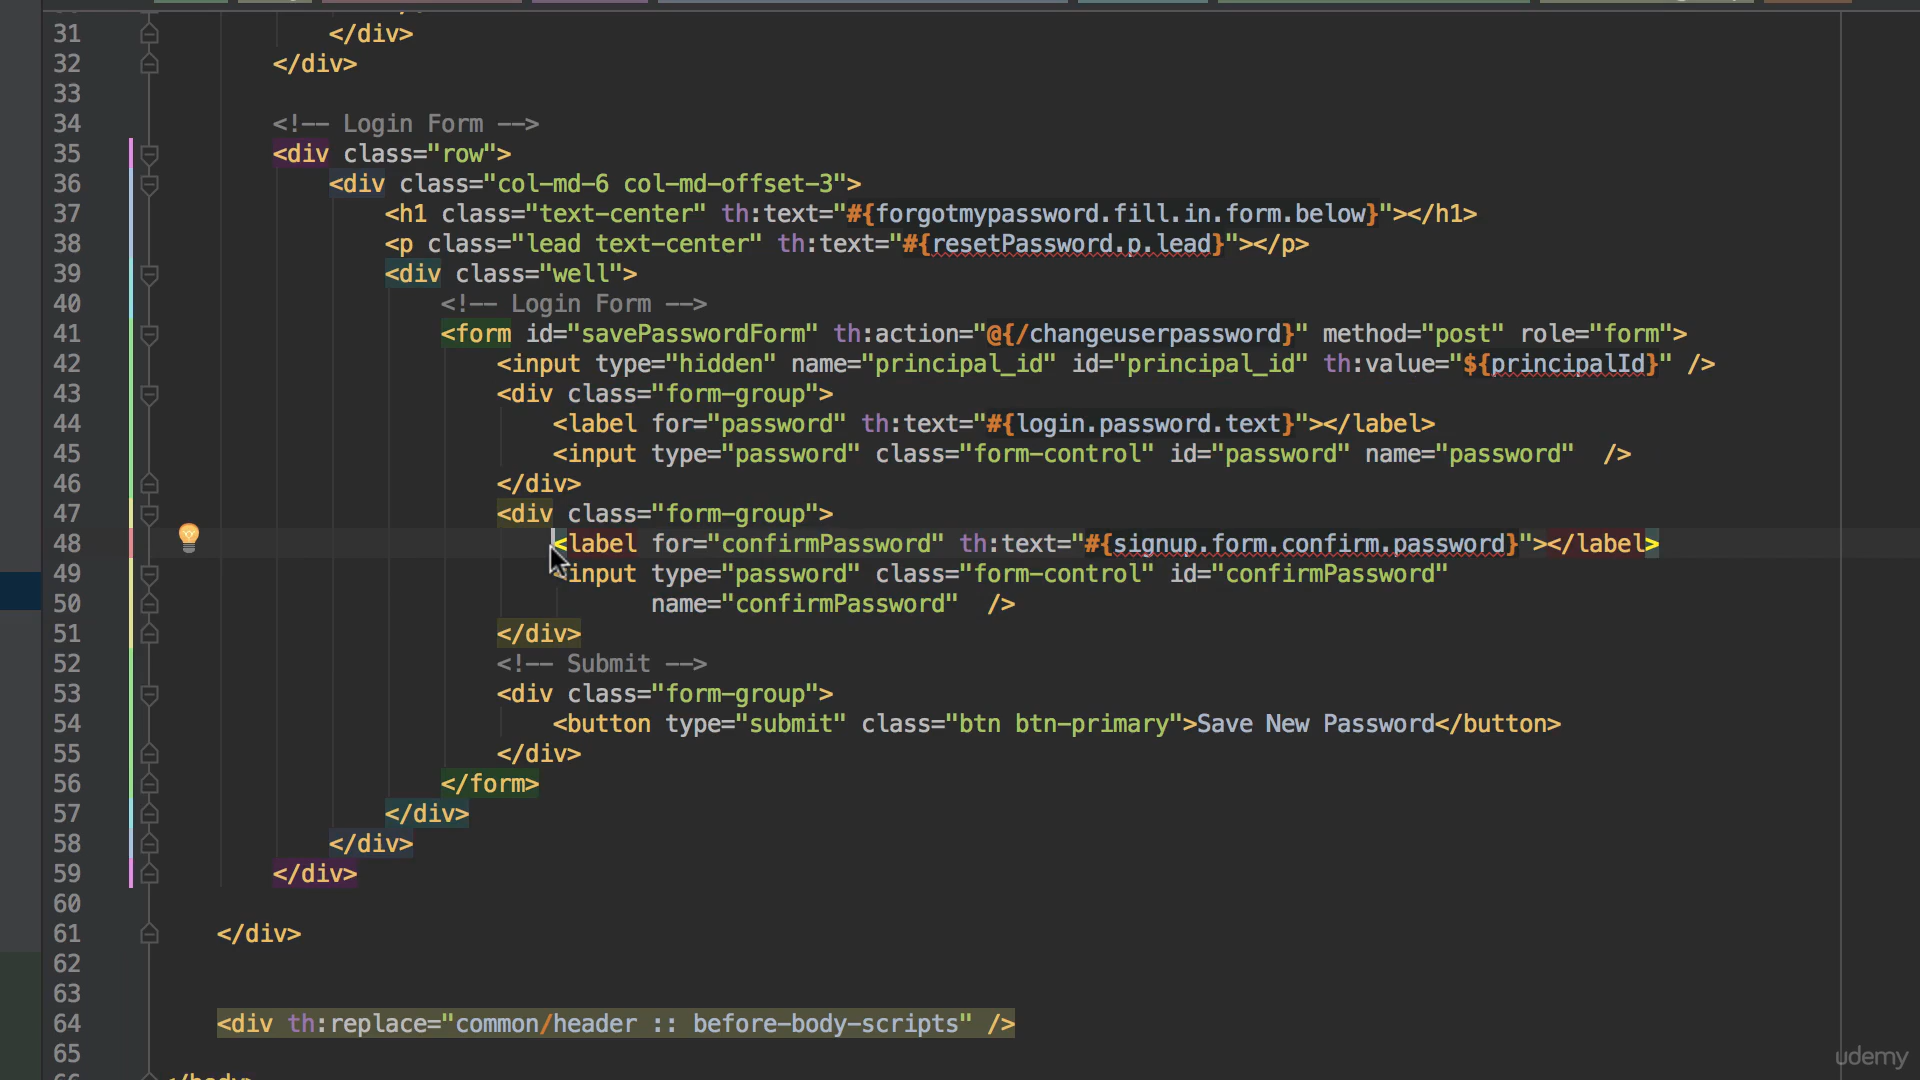 31 </div>
32 </div>
33
34 <!-- Login Form -->
35 <div class="row">
36 <div class="col-md-6 col-md-offset-3">
37 <h1 class="text-center" th:text="#{forgotmypassword.fill.in.form.below}"></h1>
38 <p class="lead text-center" th:text="#{resetPassword.p.lead}"></p>
39 <div class="well">
40 <!-- Login Form -->
41 <form id="savePasswordForm" th:action="@{/changeuserpassword}" method="post" role="form">
42 <input type="hidden" name="principal_id" id="principal_id" th:value="${principalId}" />
43 <div class="form-group">
44 <label for="password" th:text="#{login.password.text}"></label>
45 <input type="password" class="form-control" id="password" name="password"  />
46 </div>
47 <div class="form-group">
48 <label for="confirmPassword" th:text="#{signup.form.confirm.password}"></label>
49 <input type="password" class="form-control" id="confirmPassword"
50 name="confirmPassword"  />
51 </div>
52 <!-- Submit -->
53 <div class="form-group">
54 <button type="submit" class="btn btn-primary">Save New Password</button>
55 </div>
56 </form>
57 </div>
58 </div>
59 </div>
60
61 </div>
62
63
64 <div th:replace="common/header :: before-body-scripts" />
65
udemy